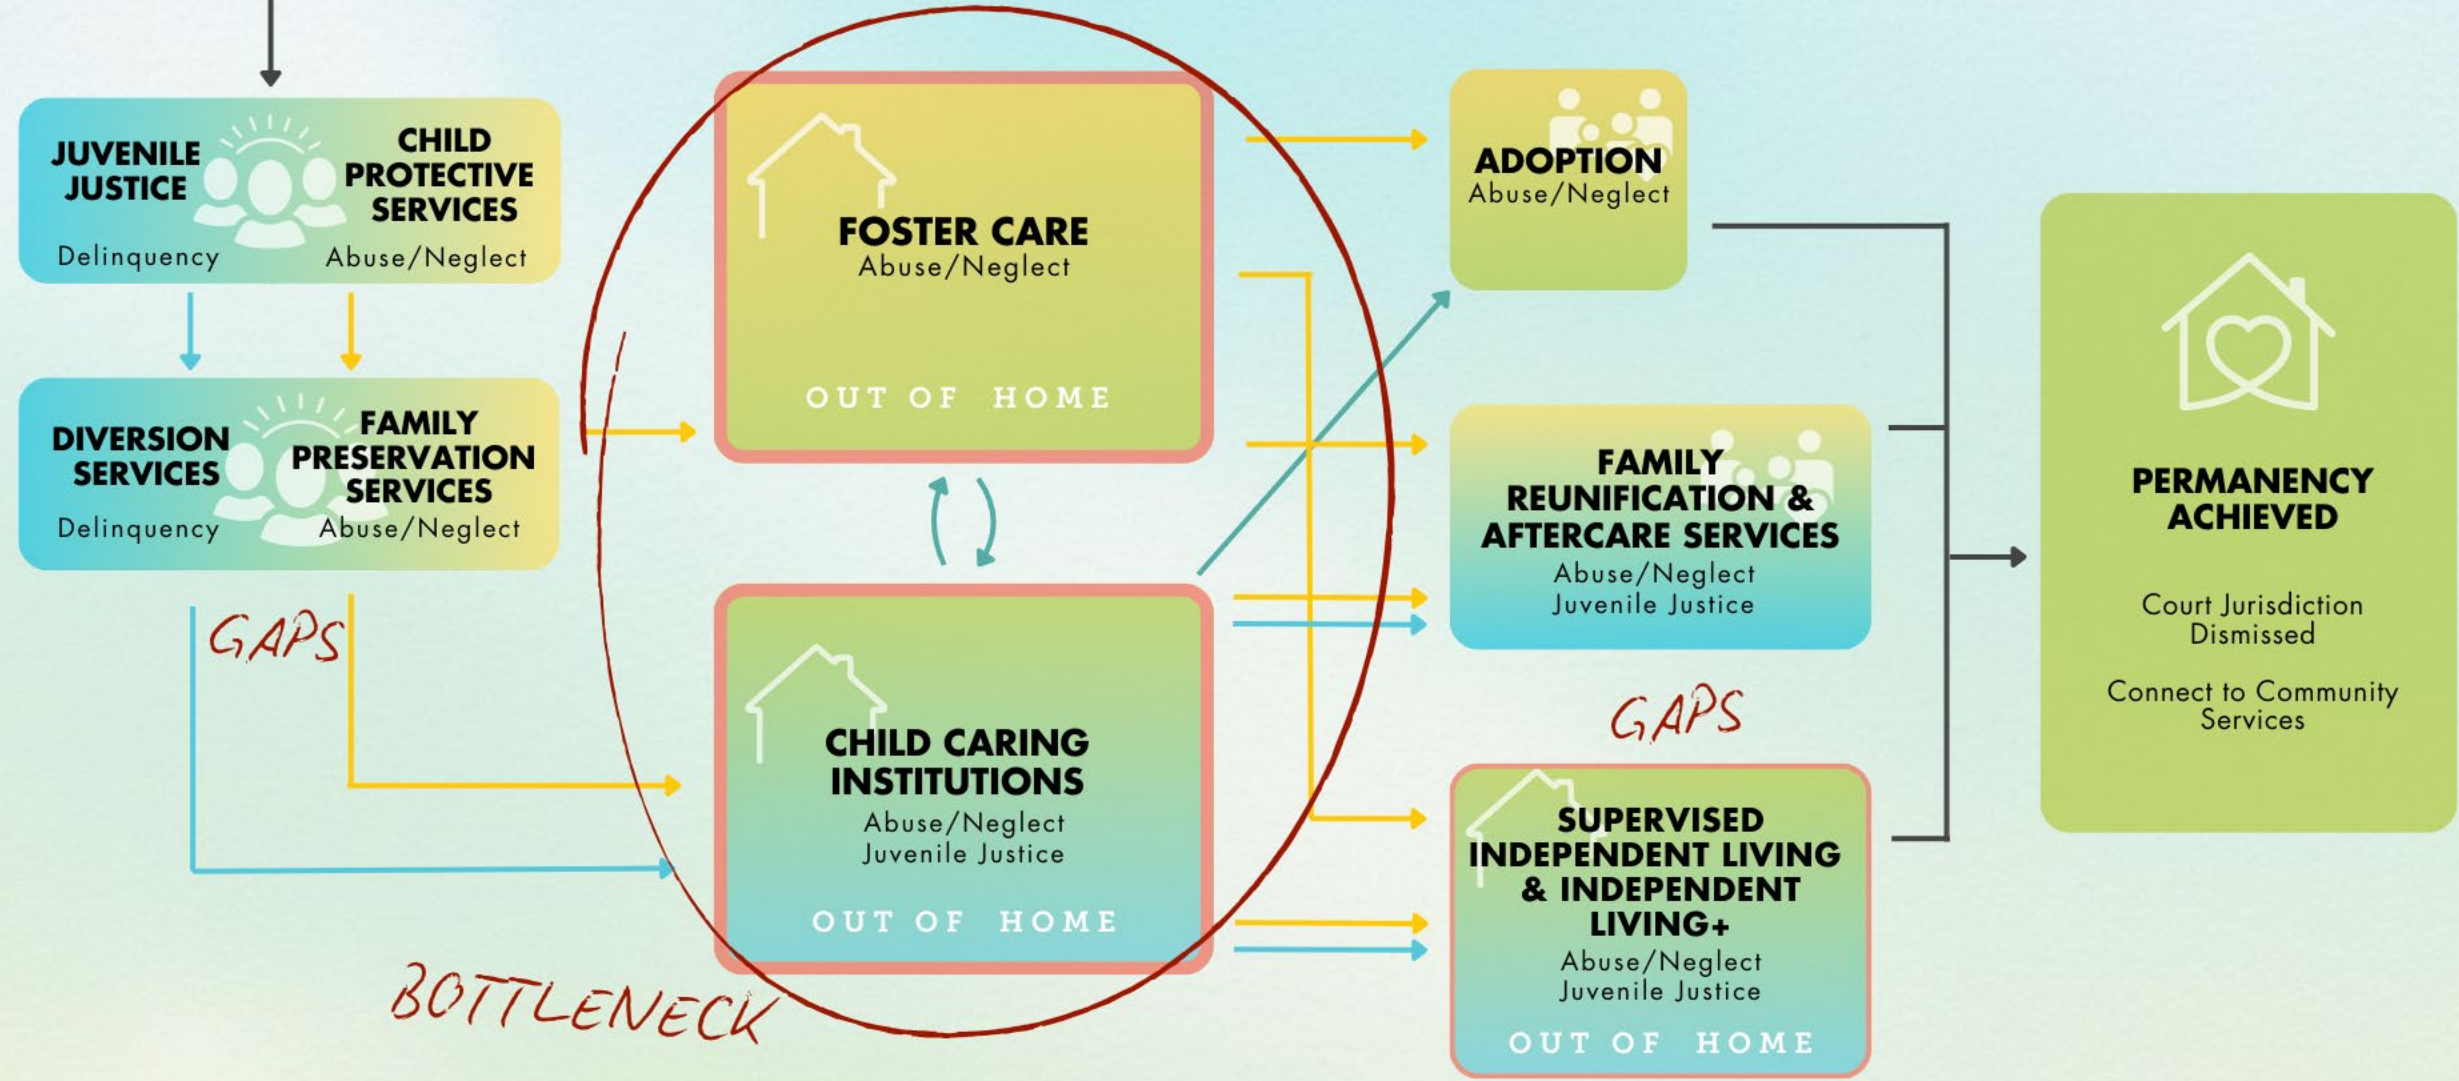 JUVENILE
JUSTICE
Delinquency
CHILD
PROTECTIVE
SERVICES
Abuse/Neglect
DIVERSION
SERVICES
Delinquency
FAMILY
PRESERVATION
SERVICES
Abuse/Neglect
GAPS
BOTTLENECK
FOSTER CARE
Abuse/Neglect
OUT OF HOME
CHILD CARING
INSTITUTIONS
Abuse/Neglect
Juvenile Justice
OUT OF HOME
ADOPTION
Abuse/Neglect
FAMILY
REUNIFICATION &
AFTERCARE SERVICES
Abuse/Neglect
Juvenile Justice
GAPS
SUPERVISED
INDEPENDENT LIVING
& INDEPENDENT
LIVING+
Abuse/Neglect
Juvenile Justice
OUT OF HOME
PERMANENCY
ACHIEVED
Court Jurisdiction
Dismissed
Connect to Community
Services